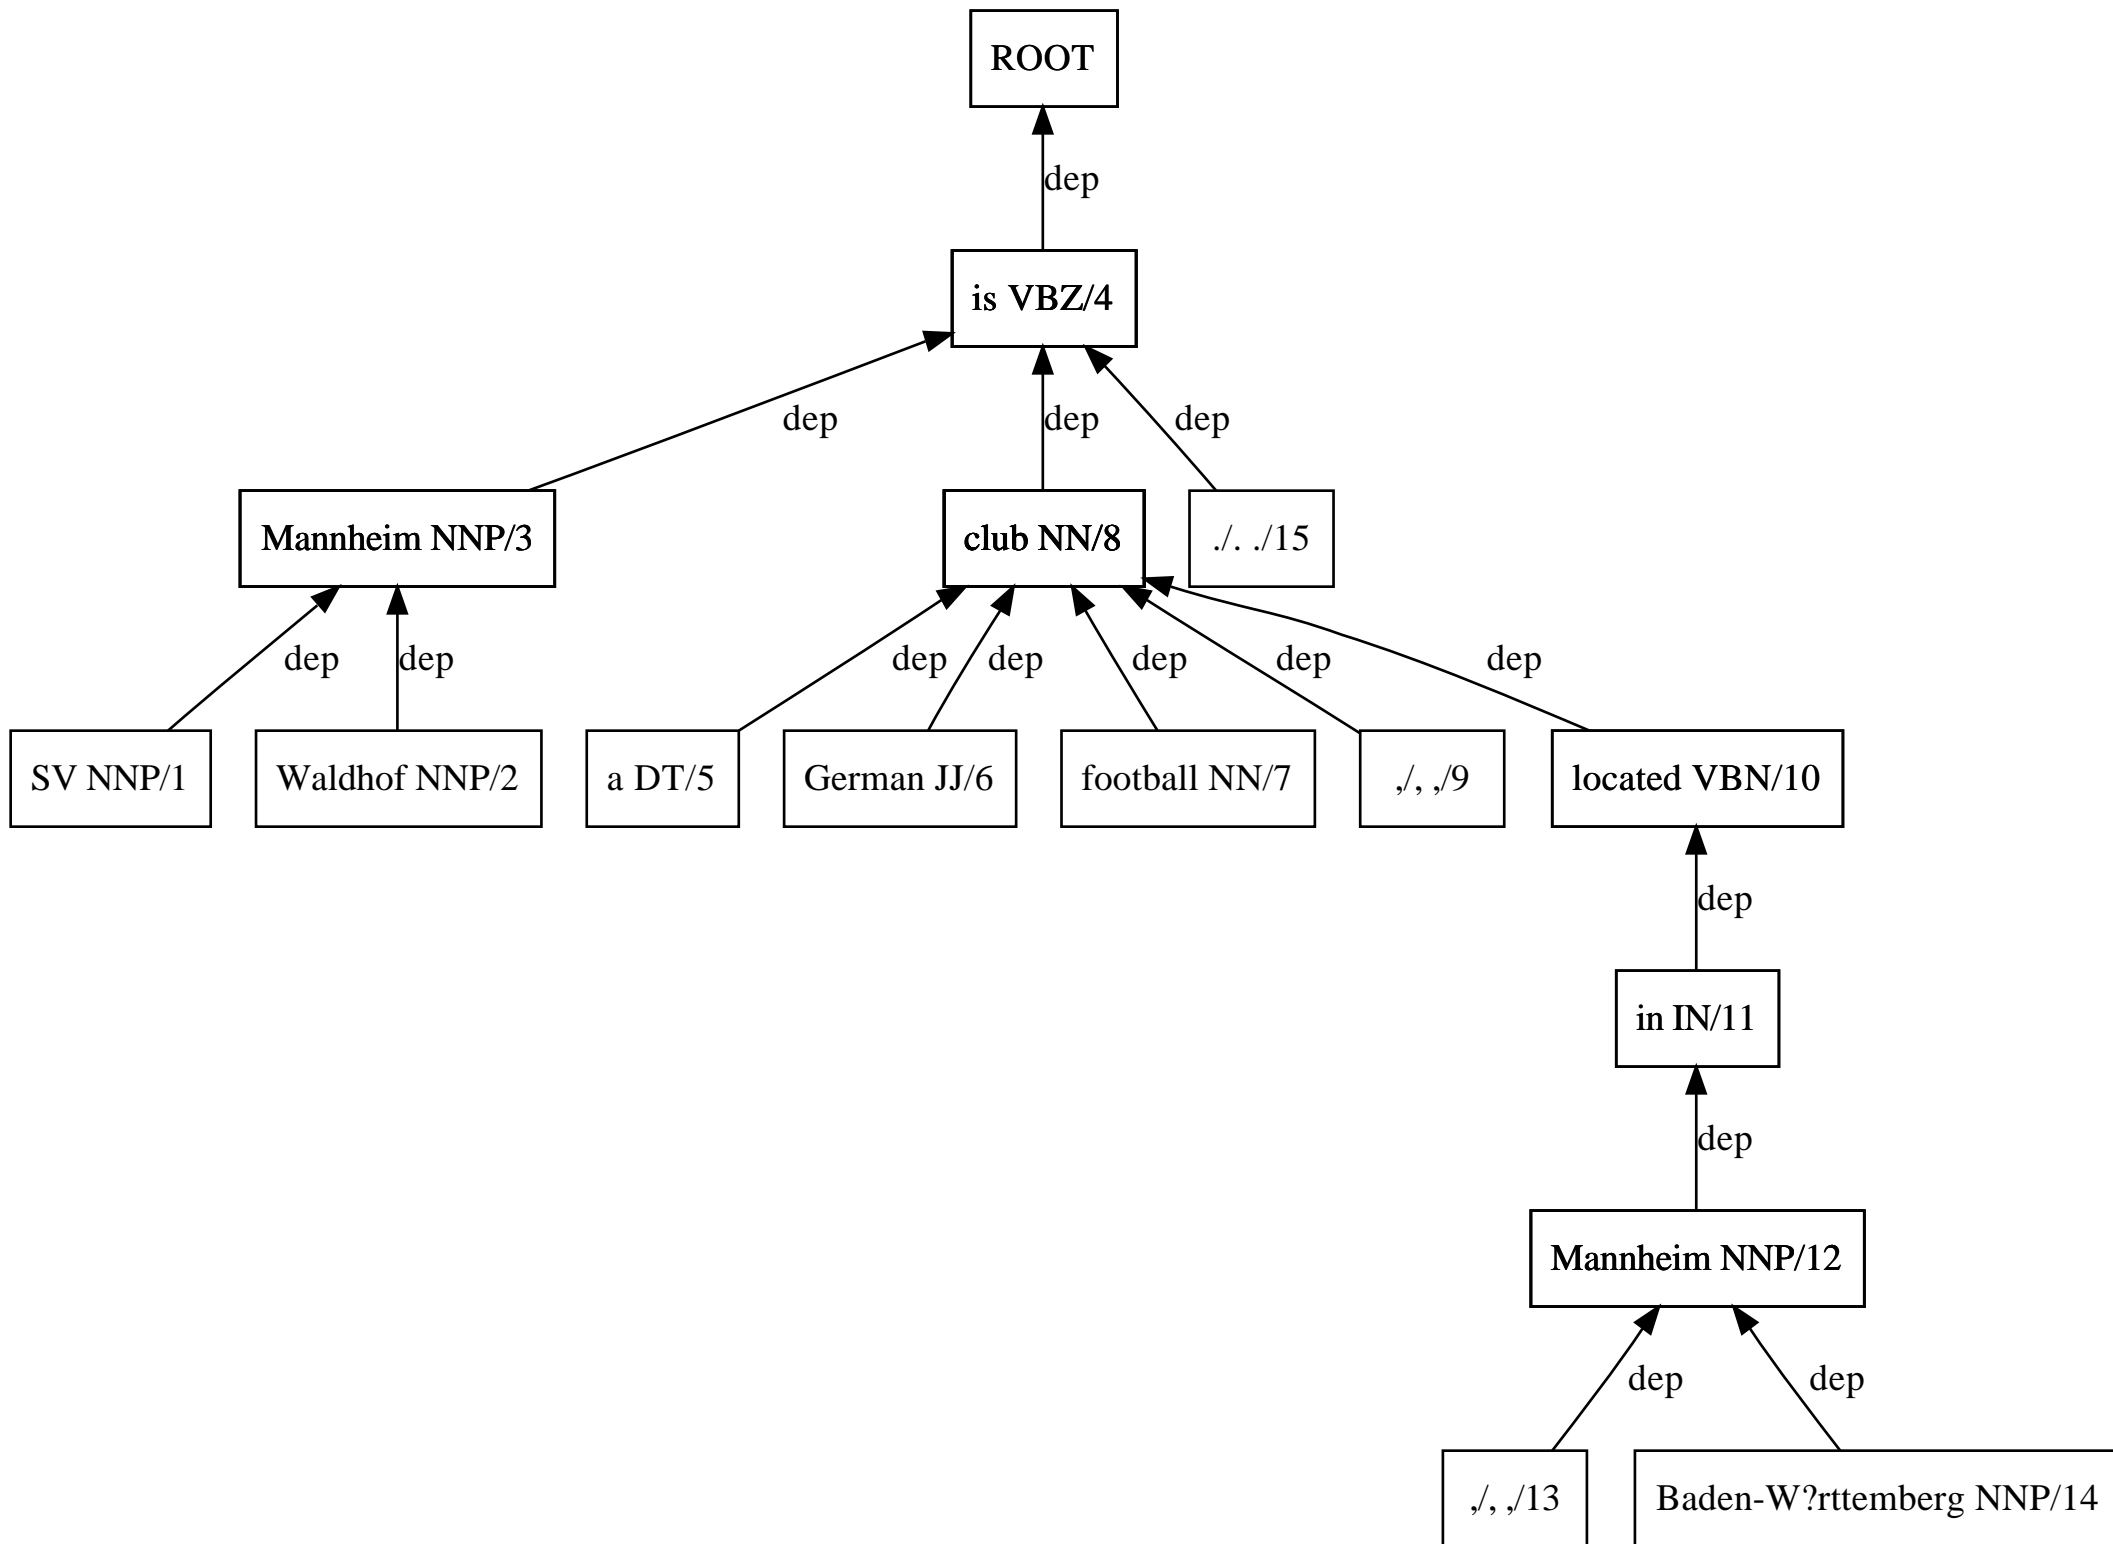 ROOT
dep
is VBZ/4
dep dep dep
Mannheim NNP/3 club NN/8 ./. ./15
dep dep dep dep dep dep dep
SV NNP/1 Waldhof NNP/2 a DT/5 German JJ/6 football NN/7 ,/, ,/9 located VBN/10
dep
in IN/11
dep
Mannheim NNP/12
dep dep
,/, ,/13 Baden-W?rttemberg NNP/14